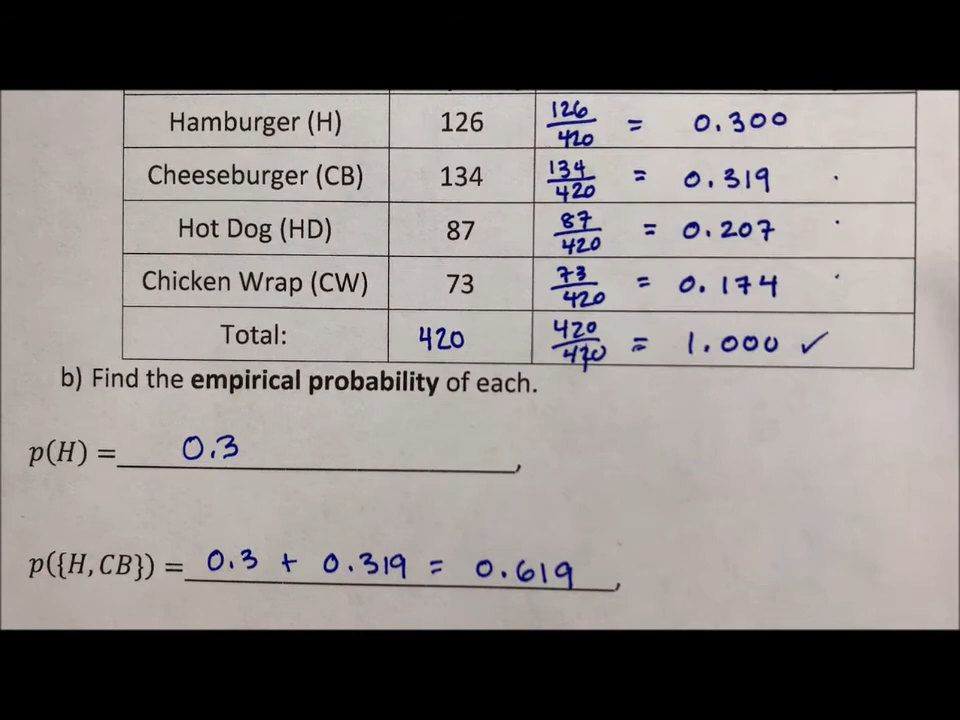 Hamburger (H) 126 126/420 = 0.300
Cheeseburger (CB) 134 134/420 = 0.319
Hot Dog (HD) 87 87/420 = 0.207
Chicken Wrap (CW) 73 73/420 = 0.174
Total: 420 420/420 = 1.000 ✓
b) Find the empirical probability of each.
p(H) = 0.3,
p({H, CB}) = 0.3 + 0.319 = 0.619,